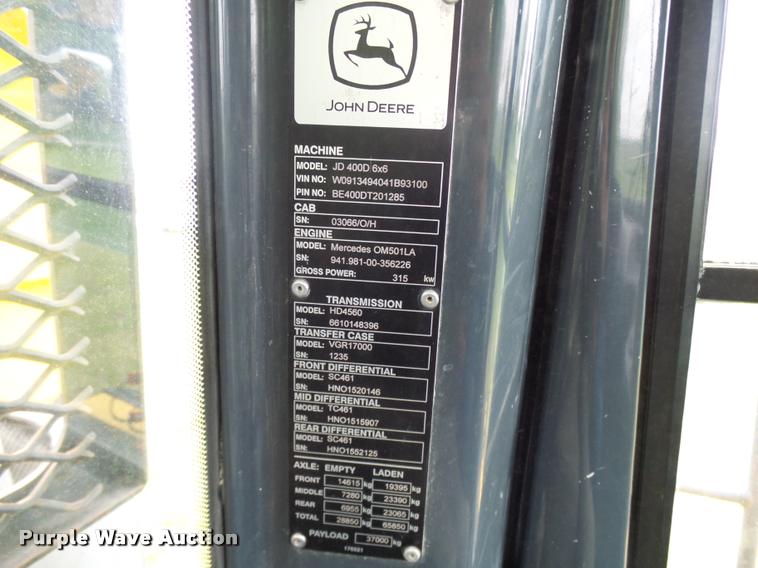 JOHN DEERE
MACHINE
MODEL: JD 400D 6x6
VIN NO: W0913494041B93100
PIN NO: BE400DT201285
CAB
SN: 03066/O/H
ENGINE
MODEL: Mercedes OM501LA
SN: 941.981-00-356226
GROSS POWER: 315 kw
TRANSMISSION
MODEL: HD4560
SN: 6610148396
TRANSFER CASE
MODEL: VGR17000
SN: 1235
FRONT DIFFERENTIAL
MODEL: SC461
SN: HNO1520146
MID DIFFERENTIAL
MODEL: TC461
SN: HNO1515907
REAR DIFFERENTIAL
MODEL: SC461
SN: HNO1552125
AXLE: EMPTY LADEN
FRONT 14615 kg 19395 kg
MIDDLE 7280 kg 23390 kg
REAR 6955 kg 23065 kg
TOTAL 28850 kg 65850 kg
PAYLOAD 37000 kg
Purple Wave Auction